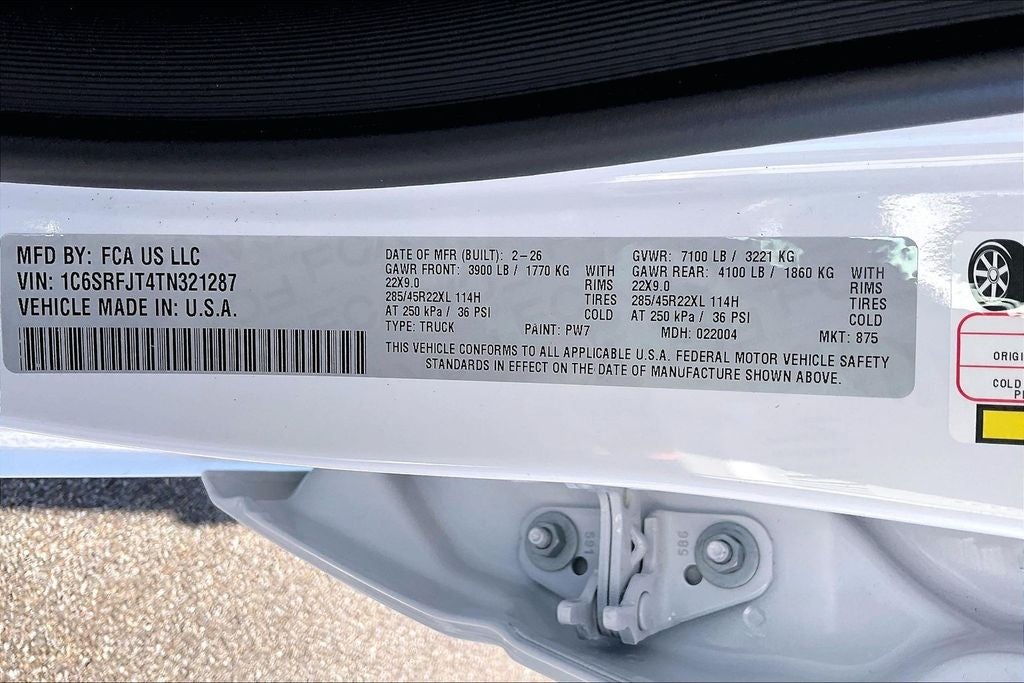 MFD BY: FCA US LLC
VIN: 1C6SRFJT4TN321287
VEHICLE MADE IN: U.S.A.
DATE OF MFR (BUILT): 2-26
GAWR FRONT: 3900 LB / 1770 KG WITH
22X9.0 RIMS
285/45R22XL 114H TIRES
AT 250 kPa / 36 PSI COLD
TYPE: TRUCK PAINT: PW7
GVWR: 7100 LB / 3221 KG
GAWR REAR: 4100 LB / 1860 KG WITH
22X9.0 RIMS
285/45R22XL 114H TIRES
AT 250 kPa / 36 PSI COLD
MDH: 022004 MKT: 875
THIS VEHICLE CONFORMS TO ALL APPLICABLE U.S.A. FEDERAL MOTOR VEHICLE SAFETY
STANDARDS IN EFFECT ON THE DATE OF MANUFACTURE SHOWN ABOVE.
ORIGI
COLD
591
586